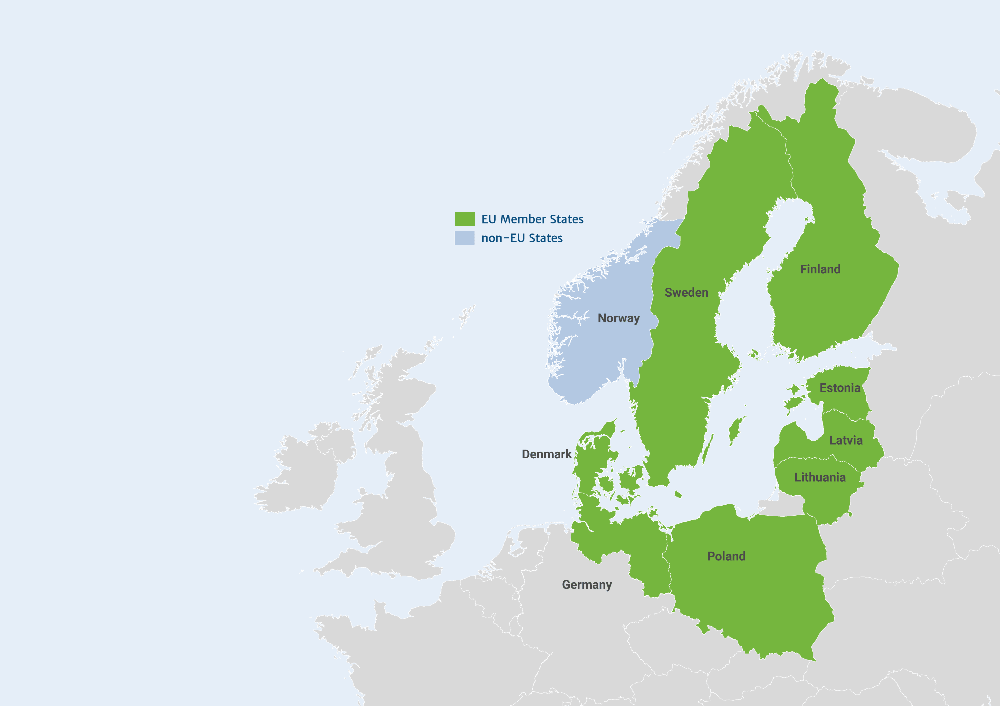 EU Member States
non-EU States
Finland
Sweden
Norway
Estonia
Latvia
Denmark
Lithuania
Poland
Germany